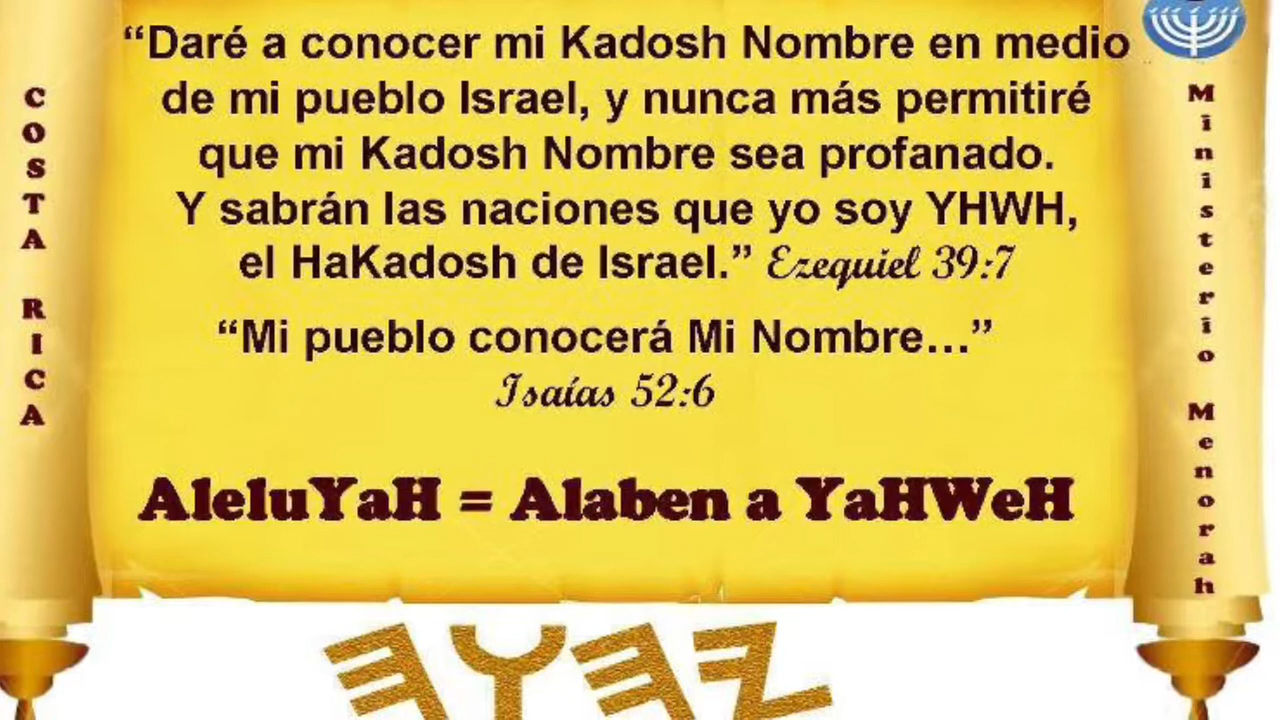 “Daré a conocer mi Kadosh Nombre en medio
de mi pueblo Israel, y nunca más permitiré
que mi Kadosh Nombre sea profanado.
Y sabrán las naciones que yo soy YHWH,
el HaKadosh de Israel.” Ezequiel 39:7
“Mi pueblo conocerá Mi Nombre...”
Isaías 52:6
AleluYaH = Alaben a YaHWeH
COSTA RICA
Ministerio Menorah
𐤉𐤄𐤅𐤄